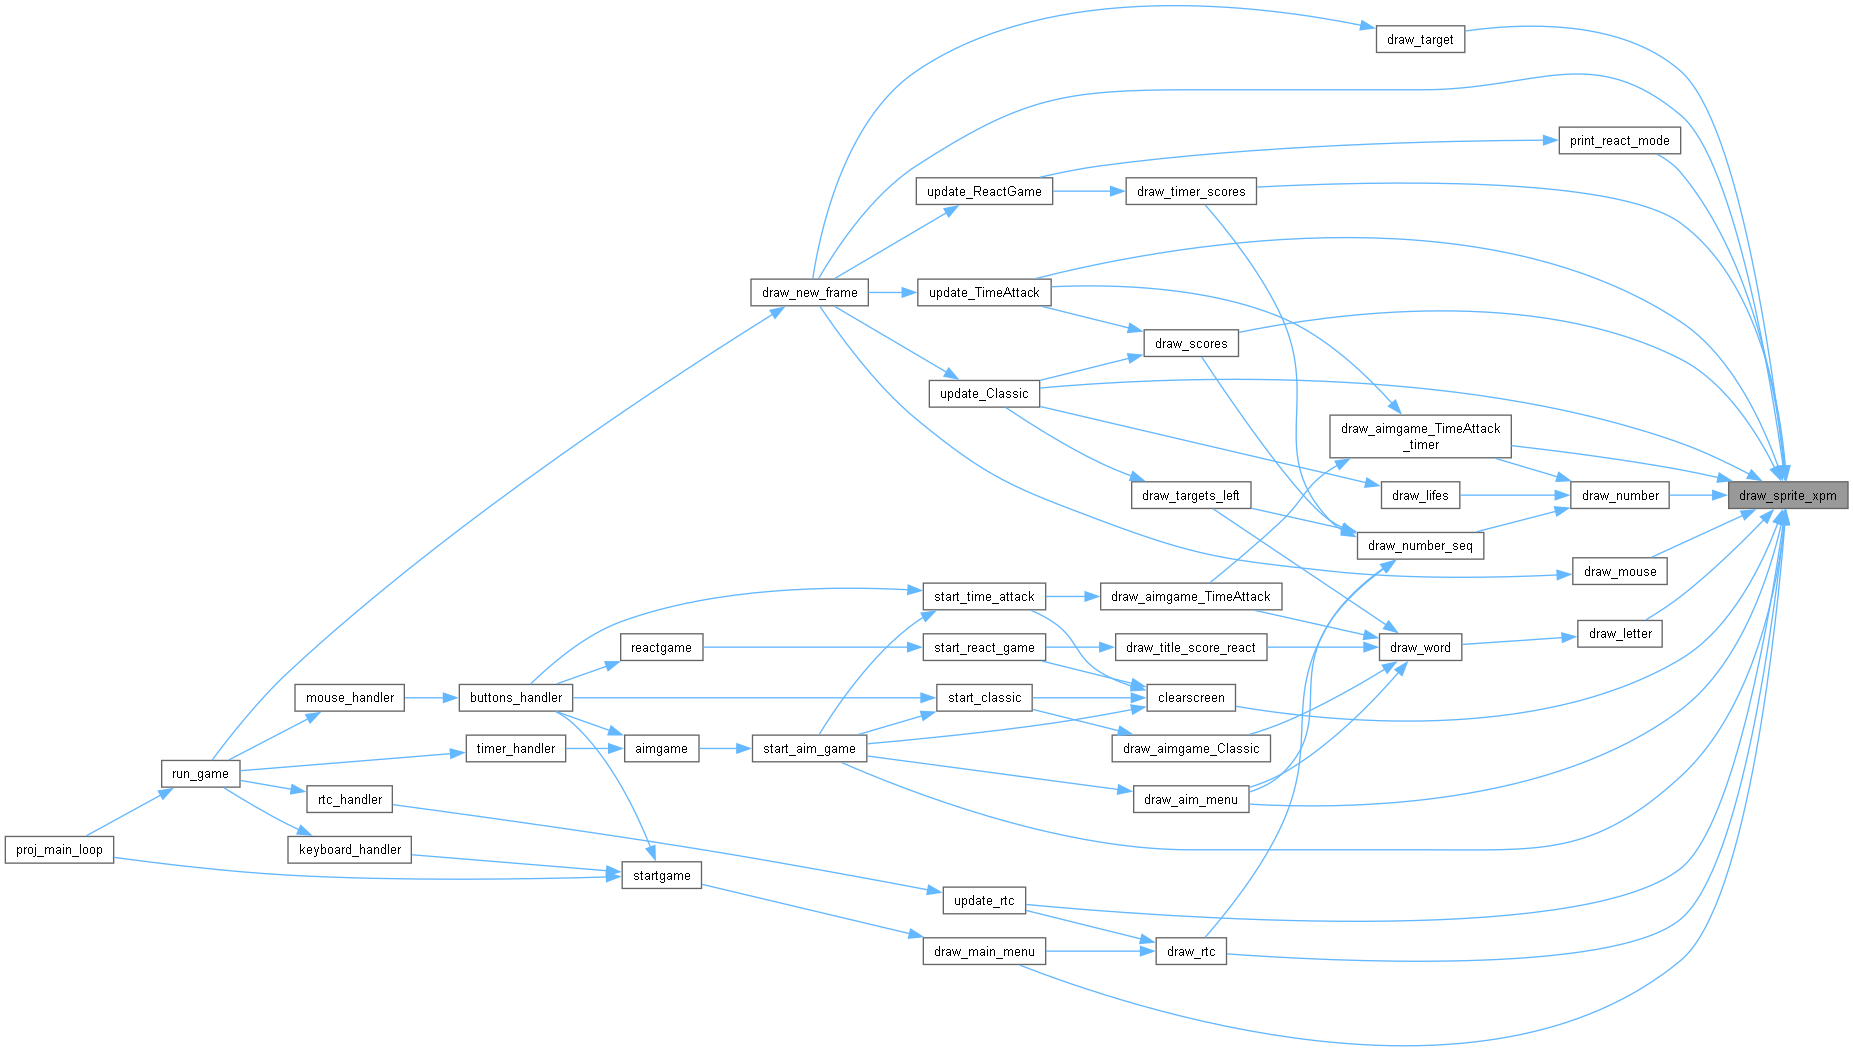 draw_target
print_react_mode
update_ReactGame
draw_timer_scores
draw_new_frame
update_TimeAttack
draw_scores
update_Classic
draw_aimgame_TimeAttack
_timer
draw_targets_left
draw_lifes
draw_number
draw_sprite_xpm
draw_number_seq
draw_mouse
start_time_attack
draw_aimgame_TimeAttack
draw_letter
reactgame
start_react_game
draw_title_score_react
draw_word
mouse_handler
buttons_handler
start_classic
clearscreen
timer_handler
aimgame
start_aim_game
draw_aimgame_Classic
run_game
rtc_handler
draw_aim_menu
proj_main_loop
keyboard_handler
startgame
update_rtc
draw_main_menu
draw_rtc